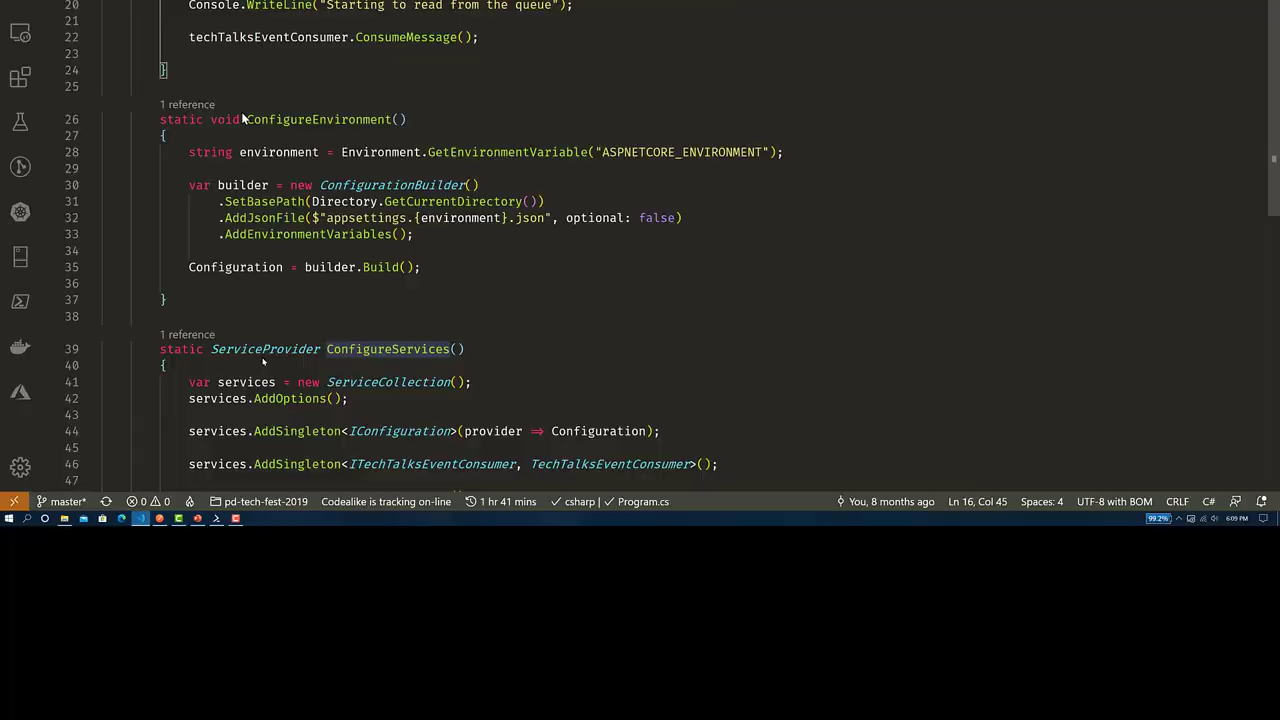 20 Console.WriteLine("Starting to read from the queue");
21
22 techTalksEventConsumer.ConsumeMessage();
23
24 }
25
1 reference
26 static void ConfigureEnvironment()
27 {
28 string environment = Environment.GetEnvironmentVariable("ASPNETCORE_ENVIRONMENT");
29
30 var builder = new ConfigurationBuilder()
31 .SetBasePath(Directory.GetCurrentDirectory())
32 .AddJsonFile($"appsettings.{environment}.json", optional: false)
33 .AddEnvironmentVariables();
34
35 Configuration = builder.Build();
36
37 }
38
1 reference
39 static ServiceProvider ConfigureServices()
40 {
41 var services = new ServiceCollection();
42 services.AddOptions();
43
44 services.AddSingleton<IConfiguration>(provider => Configuration);
45
46 services.AddSingleton<ITechTalksEventConsumer, TechTalksEventConsumer>();
47
master* 0 0 pd-tech-fest-2019 Codealike is tracking on-line 1 hr 41 mins csharp | Program.cs You, 8 months ago Ln 16, Col 45 Spaces: 4 UTF-8 with BOM CRLF C#
99.2% 6:09 PM